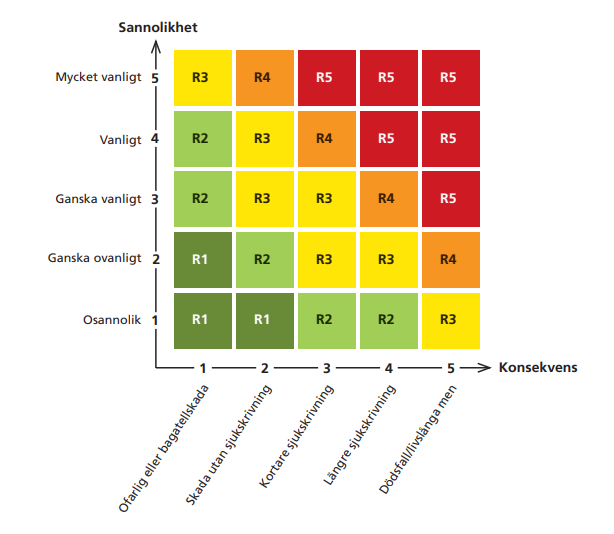 Sannolikhet
Mycket vanligt 5 R3 R4 R5 R5 R5
Vanligt 4 R2 R3 R4 R5 R5
Ganska vanligt 3 R2 R3 R3 R4 R5
Ganska ovanligt 2 R1 R2 R3 R3 R4
Osannolik 1 R1 R1 R2 R2 R3
1 2 3 4 5 Konsekvens
Ofarlig eller bagatellskada
Skada utan sjukskrivning
Kortare sjukskrivning
Längre sjukskrivning
Dödsfall/livslånga men